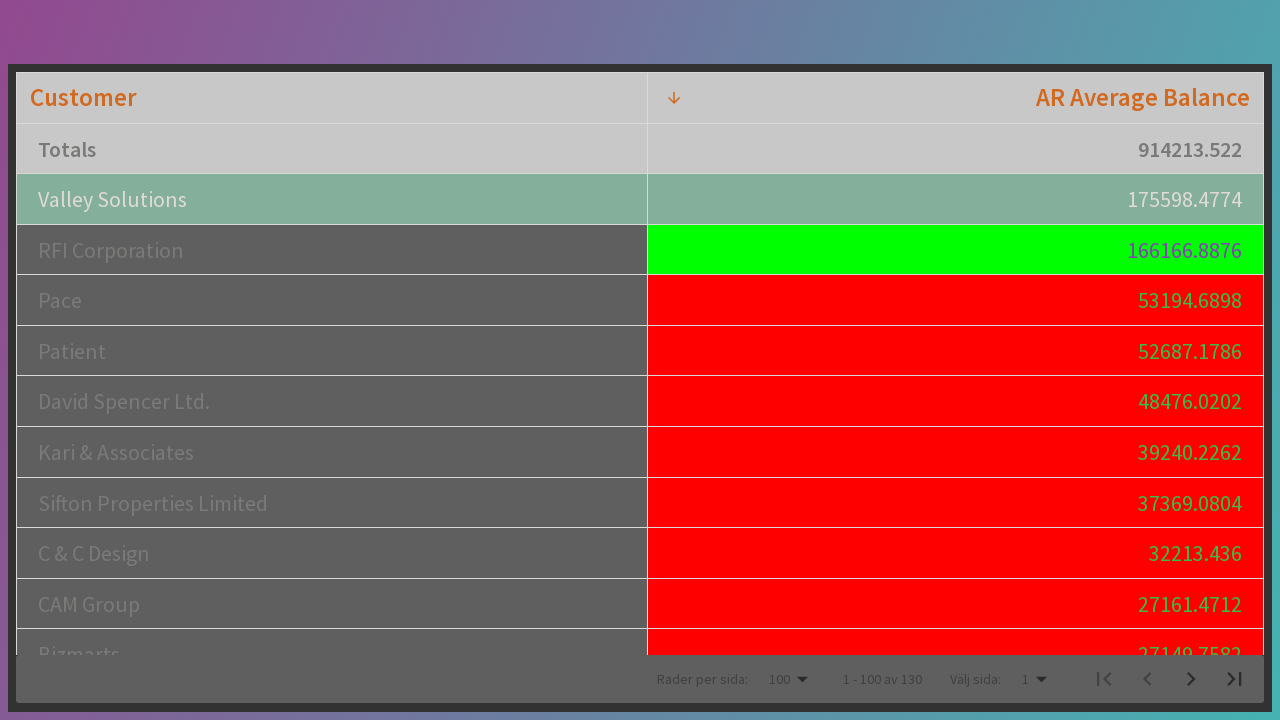 Customer AR Average Balance
Totals 914213.522
Valley Solutions 175598.4774
RFI Corporation 166166.8876
Pace 53194.6898
Patient 52687.1786
David Spencer Ltd. 48476.0202
Kari & Associates 39240.2262
Sifton Properties Limited 37369.0804
C & C Design 32213.436
CAM Group 27161.4712
Bizmarts 27149.7582
Rader per sida: 100 1 - 100 av 130 Välj sida: 1